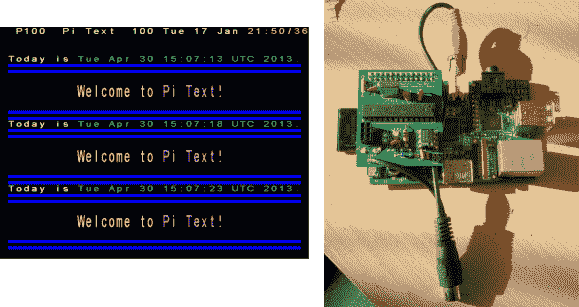 P100 Pi Text 100 Tue 17 Jan 21:50/36
Today is Tue Apr 30 15:07:13 UTC 2013.
Welcome to Pi Text!
Today is Tue Apr 30 15:07:18 UTC 2013.
Welcome to Pi Text!
Today is Tue Apr 30 15:07:23 UTC 2013.
Welcome to Pi Text!